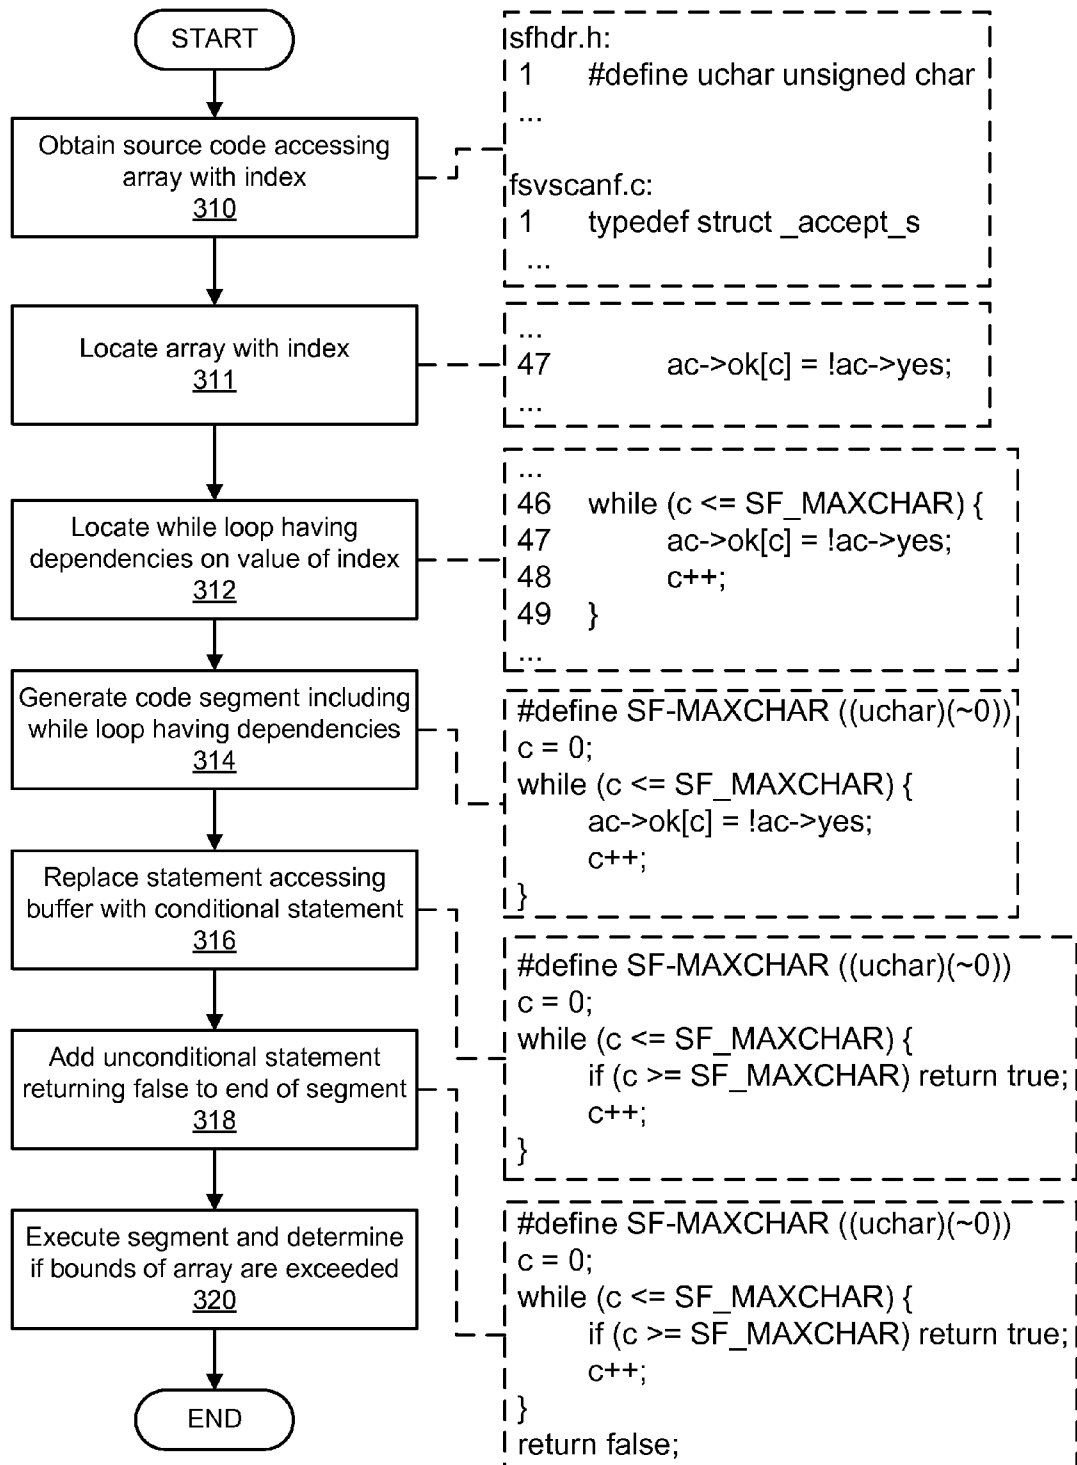 START
Obtain source code accessing
array with index
310
Locate array with index
311
Locate while loop having
dependencies on value of index
312
Generate code segment including
while loop having dependencies
314
Replace statement accessing
buffer with conditional statement
316
Add unconditional statement
returning false to end of segment
318
Execute segment and determine
if bounds of array are exceeded
320
END
sfhdr.h:
1 #define uchar unsigned char
...
fsvscanf.c:
1 typedef struct _accept_s
...
...
47 ac->ok[c] = !ac->yes;
...
...
46 while (c <= SF_MAXCHAR) {
47 ac->ok[c] = !ac->yes;
48 c++;
49 }
...
#define SF-MAXCHAR ((uchar)(~0))
c = 0;
while (c <= SF_MAXCHAR) {
ac->ok[c] = !ac->yes;
c++;
}
#define SF-MAXCHAR ((uchar)(~0))
c = 0;
while (c <= SF_MAXCHAR) {
if (c >= SF_MAXCHAR) return true;
c++;
}
#define SF-MAXCHAR ((uchar)(~0))
c = 0;
while (c <= SF_MAXCHAR) {
if (c >= SF_MAXCHAR) return true;
c++;
}
return false;